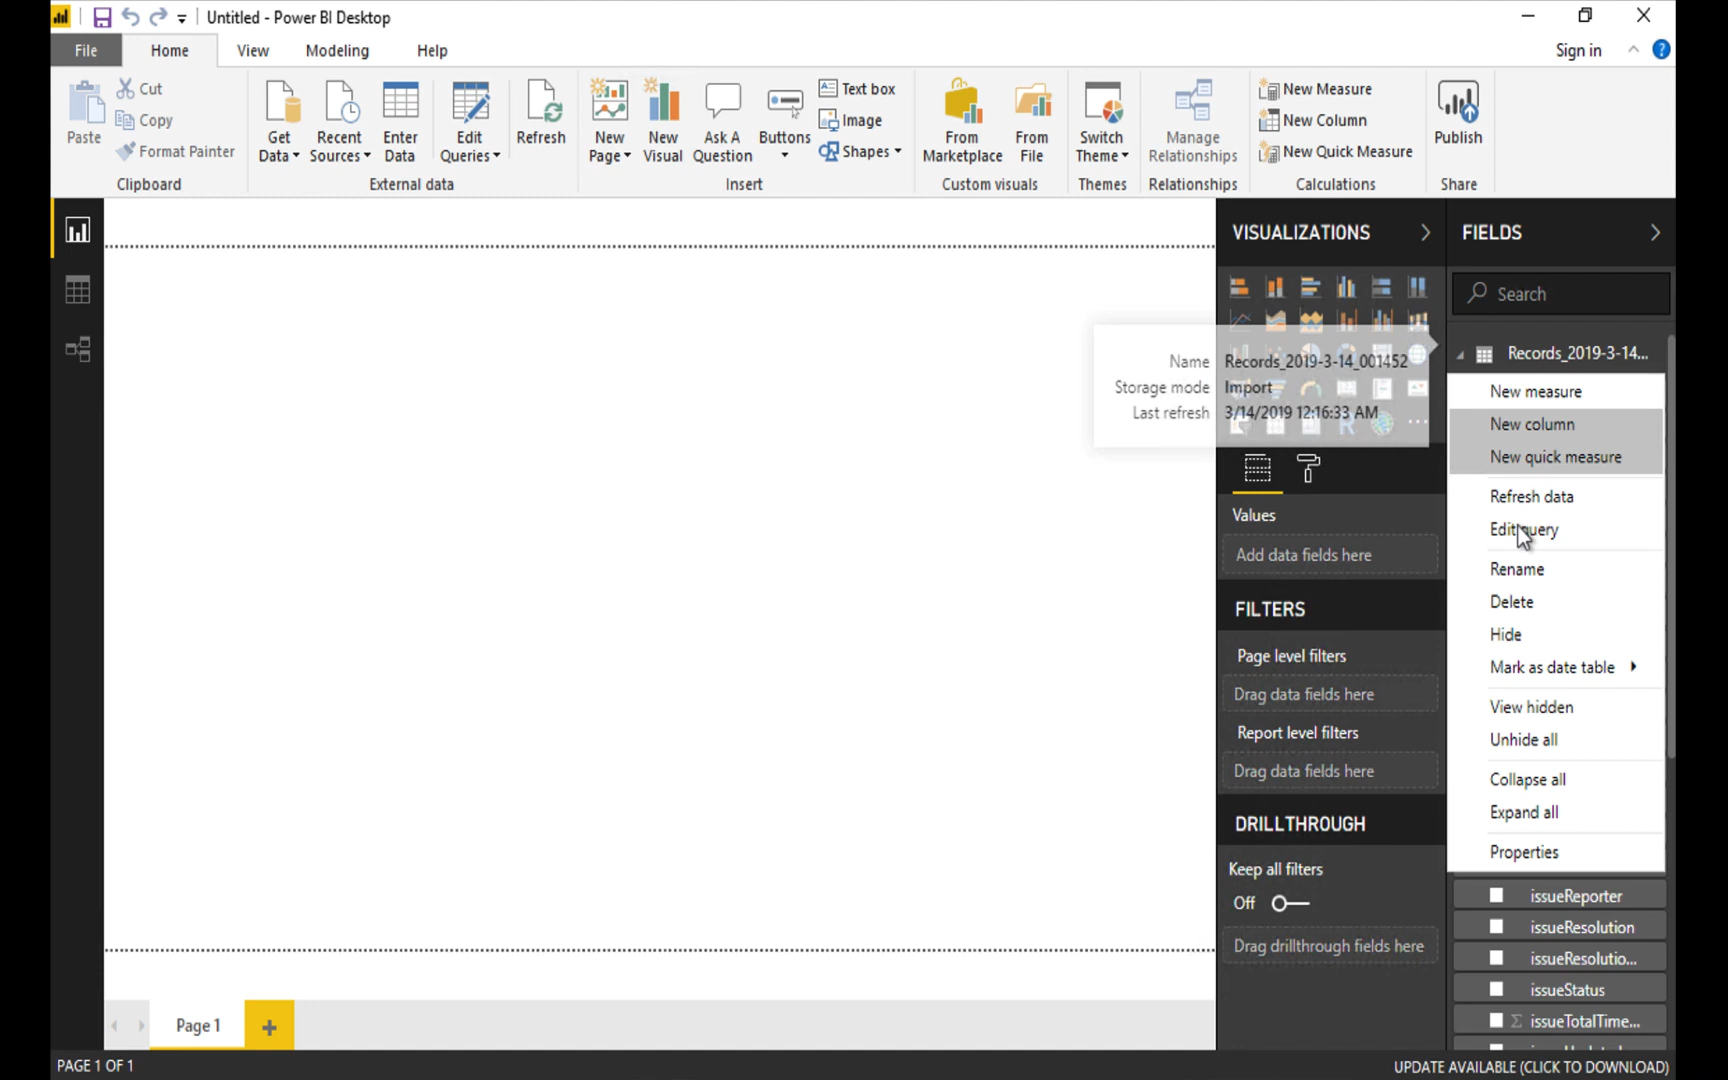 Untitled - Power BI Desktop
File Home View Modeling Help Sign in
Paste
Cut
Copy
Format Painter
Clipboard
Get Data
Recent Sources
Enter Data
Edit Queries
Refresh
External data
New Page
New Visual
Ask A Question
Buttons
Text box
Image
Shapes
Insert
From Marketplace
From File
Custom visuals
Switch Theme
Themes
Manage Relationships
Relationships
New Measure
New Column
New Quick Measure
Calculations
Publish
Share
VISUALIZATIONS
FIELDS
Search
Records_2019-3-14...
Name Records_2019-3-14_001452
Storage mode Import
Last refresh 3/14/2019 12:16:33 AM
New measure
New column
New quick measure
Refresh data
Edit query
Rename
Delete
Hide
Mark as date table
View hidden
Unhide all
Collapse all
Expand all
Properties
Values
Add data fields here
FILTERS
Page level filters
Drag data fields here
Report level filters
Drag data fields here
DRILLTHROUGH
Keep all filters
Off
Drag drillthrough fields here
issueReporter
issueResolution
issueResolutio...
issueStatus
issueTotalTime...
Page 1
PAGE 1 OF 1
UPDATE AVAILABLE (CLICK TO DOWNLOAD)